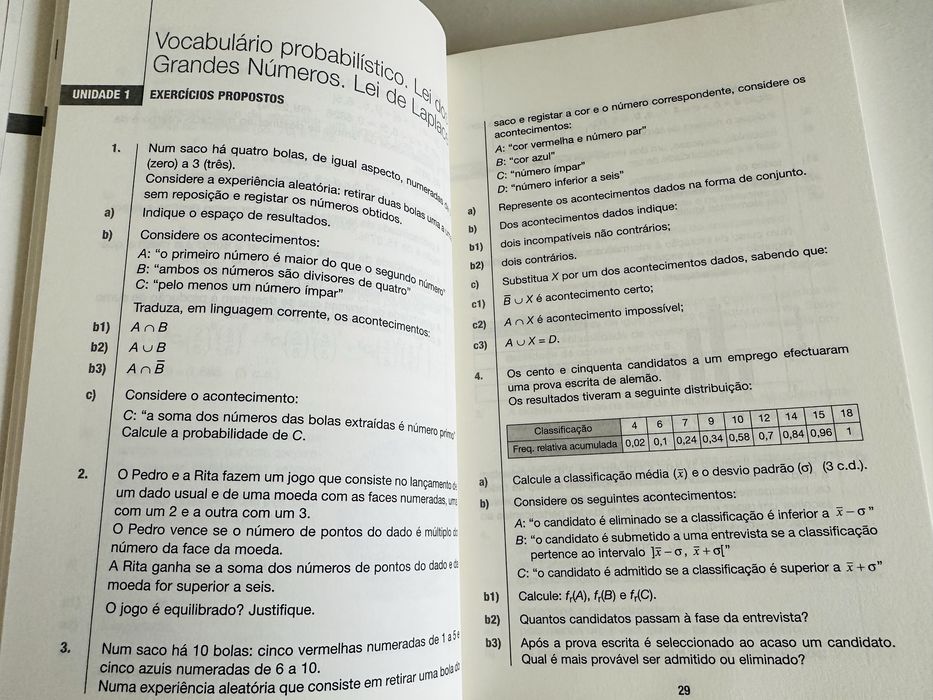 Vocabulário probabilístico. Lei dos
Grandes Números. Lei de Laplace
UNIDADE 1 EXERCÍCIOS PROPOSTOS
1. Num saco há quatro bolas, de igual aspecto, numeradas de
(zero) a 3 (três).
Considere a experiência aleatória: retirar duas bolas uma a uma
sem reposição e registar os números obtidos.
a) Indique o espaço de resultados.
b) Considere os acontecimentos:
A: “o primeiro número é maior do que o segundo número”
B: “ambos os números são divisores de quatro”
C: “pelo menos um número ímpar”
Traduza, em linguagem corrente, os acontecimentos:
b1) A ∩ B
b2) A ∪ B
b3) A ∩ B̅
c) Considere o acontecimento:
C: “a soma dos números das bolas extraídas é número primo”
Calcule a probabilidade de C.
2. O Pedro e a Rita fazem um jogo que consiste no lançamento de
um dado usual e de uma moeda com as faces numeradas, uma
com um 2 e a outra com um 3.
O Pedro vence se o número de pontos do dado é múltiplo do
número da face da moeda.
A Rita ganha se a soma dos números de pontos do dado e da
moeda for superior a seis.
O jogo é equilibrado? Justifique.
3. Num saco há 10 bolas: cinco vermelhas numeradas de 1 a 5 e
cinco azuis numeradas de 6 a 10.
Numa experiência aleatória que consiste em retirar uma bola do
saco e registar a cor e o número correspondente, considere os
acontecimentos:
A: “cor vermelha e número par”
B: “cor azul”
C: “número ímpar”
D: “número inferior a seis”
a) Represente os acontecimentos dados na forma de conjunto.
b) Dos acontecimentos dados indique:
b1) dois incompatíveis não contrários;
b2) dois contrários.
c) Substitua X por um dos acontecimentos dados, sabendo que:
c1) B̅ ∪ X é acontecimento certo;
c2) A ∩ X é acontecimento impossível;
c3) A ∪ X = D.
4. Os cento e cinquenta candidatos a um emprego efectuaram
uma prova escrita de alemão.
Os resultados tiveram a seguinte distribuição:
Classificação 4 6 7 9 10 12 14 15 18
Freq. relativa acumulada 0,02 0,1 0,24 0,34 0,58 0,7 0,84 0,96 1
a) Calcule a classificação média (x̅) e o desvio padrão (σ) (3 c.d.).
b) Considere os seguintes acontecimentos:
A: “o candidato é eliminado se a classificação é inferior a x̅ − σ”
B: “o candidato é submetido a uma entrevista se a classificação
pertence ao intervalo ]x̅ − σ, x̅ + σ[”
C: “o candidato é admitido se a classificação é superior a x̅ + σ”
b1) Calcule: fr(A), fr(B) e fr(C).
b2) Quantos candidatos passam à fase da entrevista?
b3) Após a prova escrita é seleccionado ao acaso um candidato.
Qual é mais provável ser admitido ou eliminado?
29